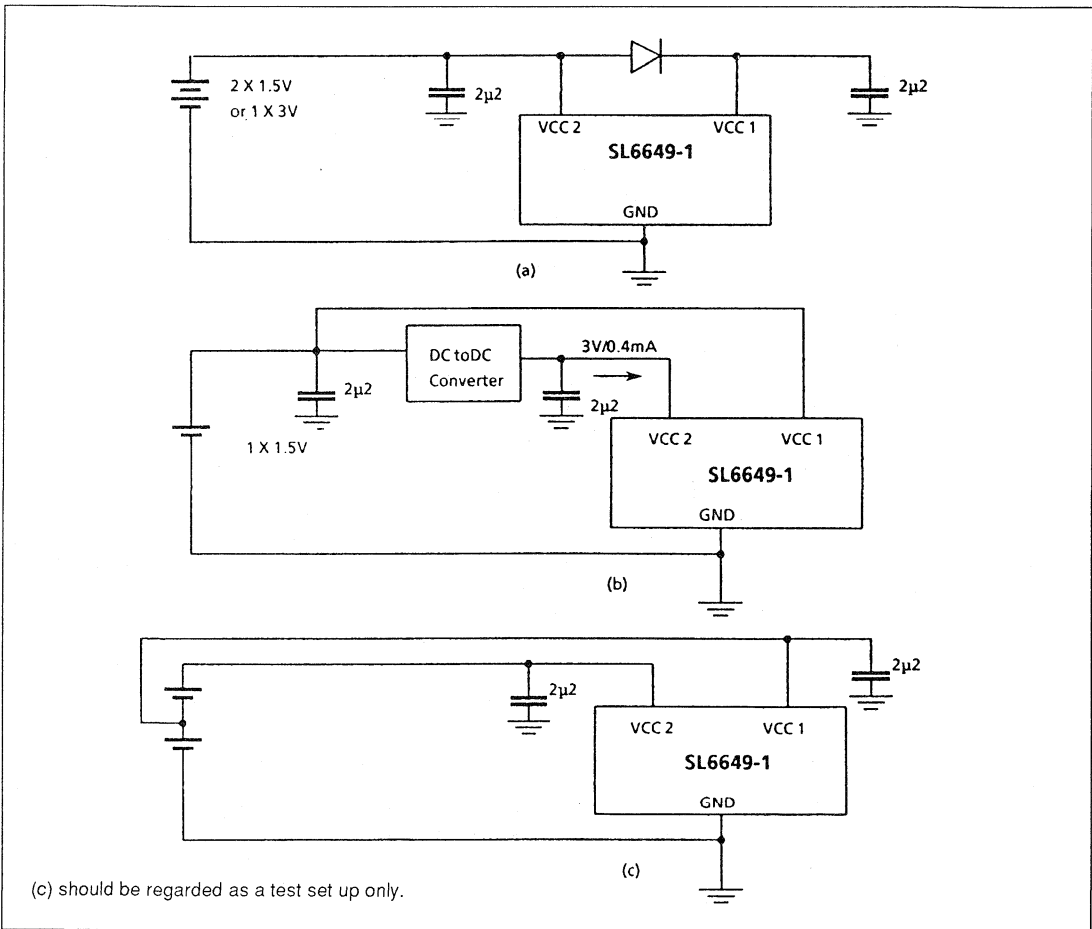 2 X 1.5V
or 1 X 3V
2µ2
2µ2
VCC 2
VCC 1
SL6649-1
GND
(a)
DC toDC
Converter
3V/0.4mA
2µ2
2µ2
1 X 1.5V
VCC 2
VCC 1
SL6649-1
GND
(b)
2µ2
2µ2
VCC 2
VCC 1
SL6649-1
GND
(c)
(c) should be regarded as a test set up only.